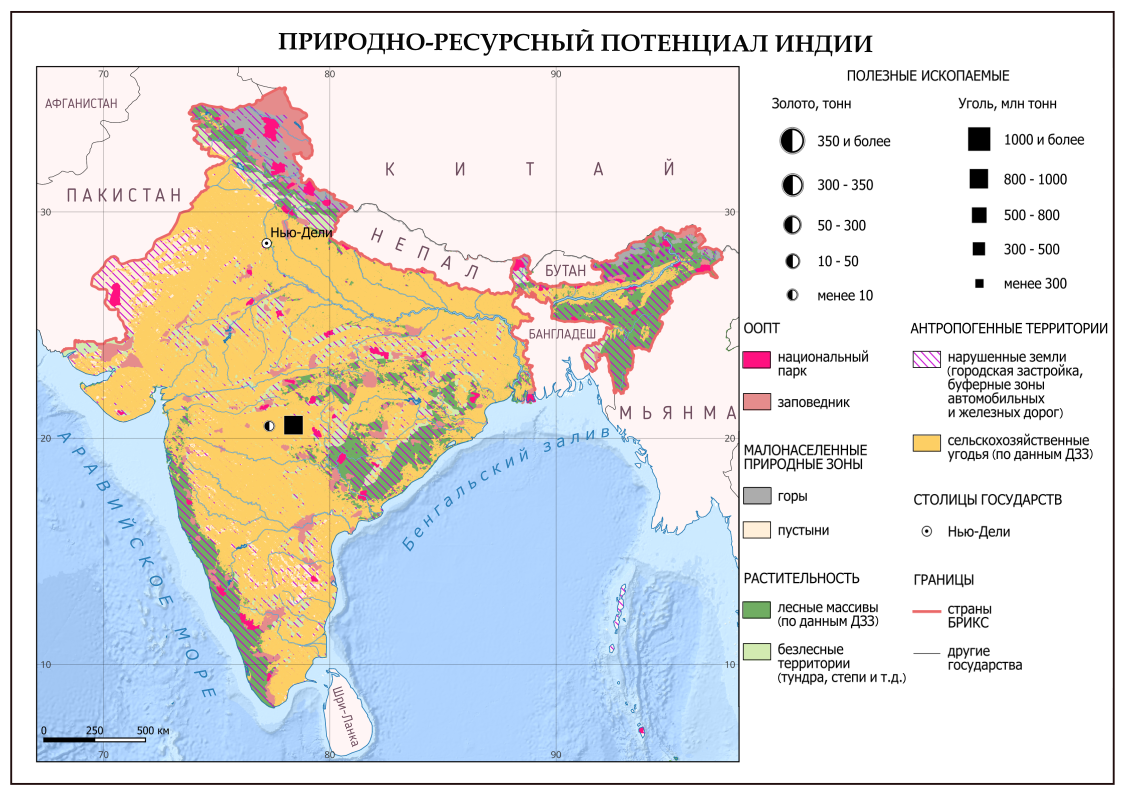 ПРИРОДНО-РЕСУРСНЫЙ ПОТЕНЦИАЛ ИНДИИ
70
80
90
АФГАНИСТАН
ПАКИСТАН
КИТАЙ
30
30
Нью-Дели
НЕПАЛ
БУТАН
БАНГЛАДЕШ
МЬЯНМА
20
20
АРАВИЙСКОЕ МОРЕ
Бенгальский залив
10
10
Шри-Ланка
0 250 500 км
70
80
90
ПОЛЕЗНЫЕ ИСКОПАЕМЫЕ
Золото, тонн
350 и более
300 - 350
50 - 300
10 - 50
менее 10
Уголь, млн тонн
1000 и более
800 - 1000
500 - 800
300 - 500
менее 300
ООПТ
национальный
парк
заповедник
МАЛОНАСЕЛЕННЫЕ
ПРИРОДНЫЕ ЗОНЫ
горы
пустыни
РАСТИТЕЛЬНОСТЬ
лесные массивы
(по данным ДЗЗ)
безлесные
территории
(тундра, степи и т.д.)
АНТРОПОГЕННЫЕ ТЕРРИТОРИИ
нарушенные земли
(городская застройка,
буферные зоны
автомобильных
и железных дорог)
сельскохозяйственные
угодья (по данным ДЗЗ)
СТОЛИЦЫ ГОСУДАРСТВ
Нью-Дели
ГРАНИЦЫ
страны
БРИКС
другие
государства